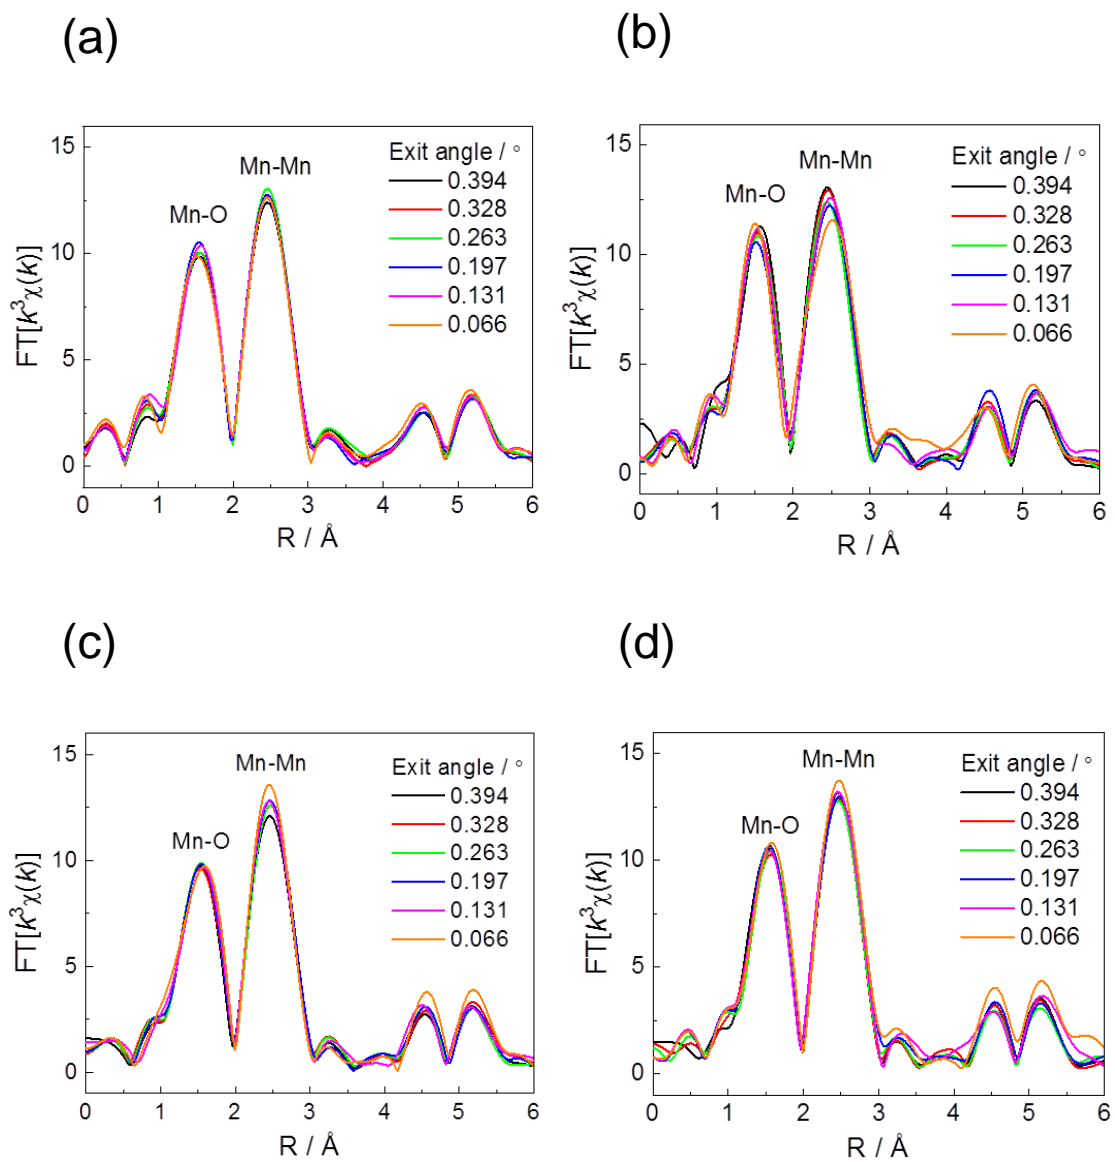 (a)
15
10
5
0
FT[k³χ(k)]
Mn-O
Mn-Mn
Exit angle / °
0.394
0.328
0.263
0.197
0.131
0.066
0 1 2 3 4 5 6
R / Å
(b)
15
10
5
0
FT[k³χ(k)]
Mn-O
Mn-Mn
Exit angle / °
0.394
0.328
0.263
0.197
0.131
0.066
0 1 2 3 4 5 6
R / Å
(c)
15
10
5
0
FT[k³χ(k)]
Mn-O
Mn-Mn
Exit angle / °
0.394
0.328
0.263
0.197
0.131
0.066
0 1 2 3 4 5 6
R / Å
(d)
15
10
5
0
FT[k³χ(k)]
Mn-O
Mn-Mn
Exit angle / °
0.394
0.328
0.263
0.197
0.131
0.066
0 1 2 3 4 5 6
R / Å